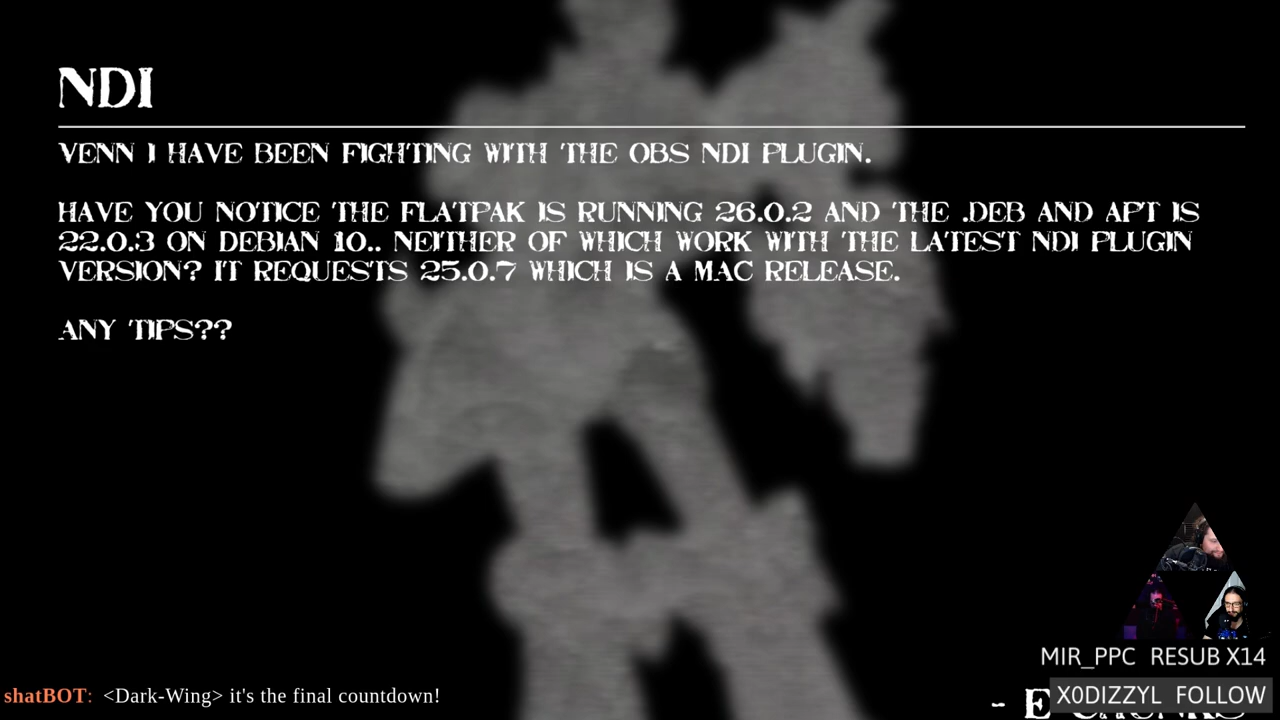 NDI
VENN I HAVE BEEN FIGHTING WITH THE OBS NDI PLUGIN.
HAVE YOU NOTICE THE FLATPAK IS RUNNING 26.0.2 AND THE .DEB AND APT IS
22.0.3 ON DEBIAN 10.. NEITHER OF WHICH WORK WITH THE LATEST NDI PLUGIN
VERSION? IT REQUESTS 25.0.7 WHICH IS A MAC RELEASE.
ANY TIPS??
MIR_PPC RESUB X14
shatBOT: <Dark-Wing> it's the final countdown!
X0DIZZYL FOLLOW